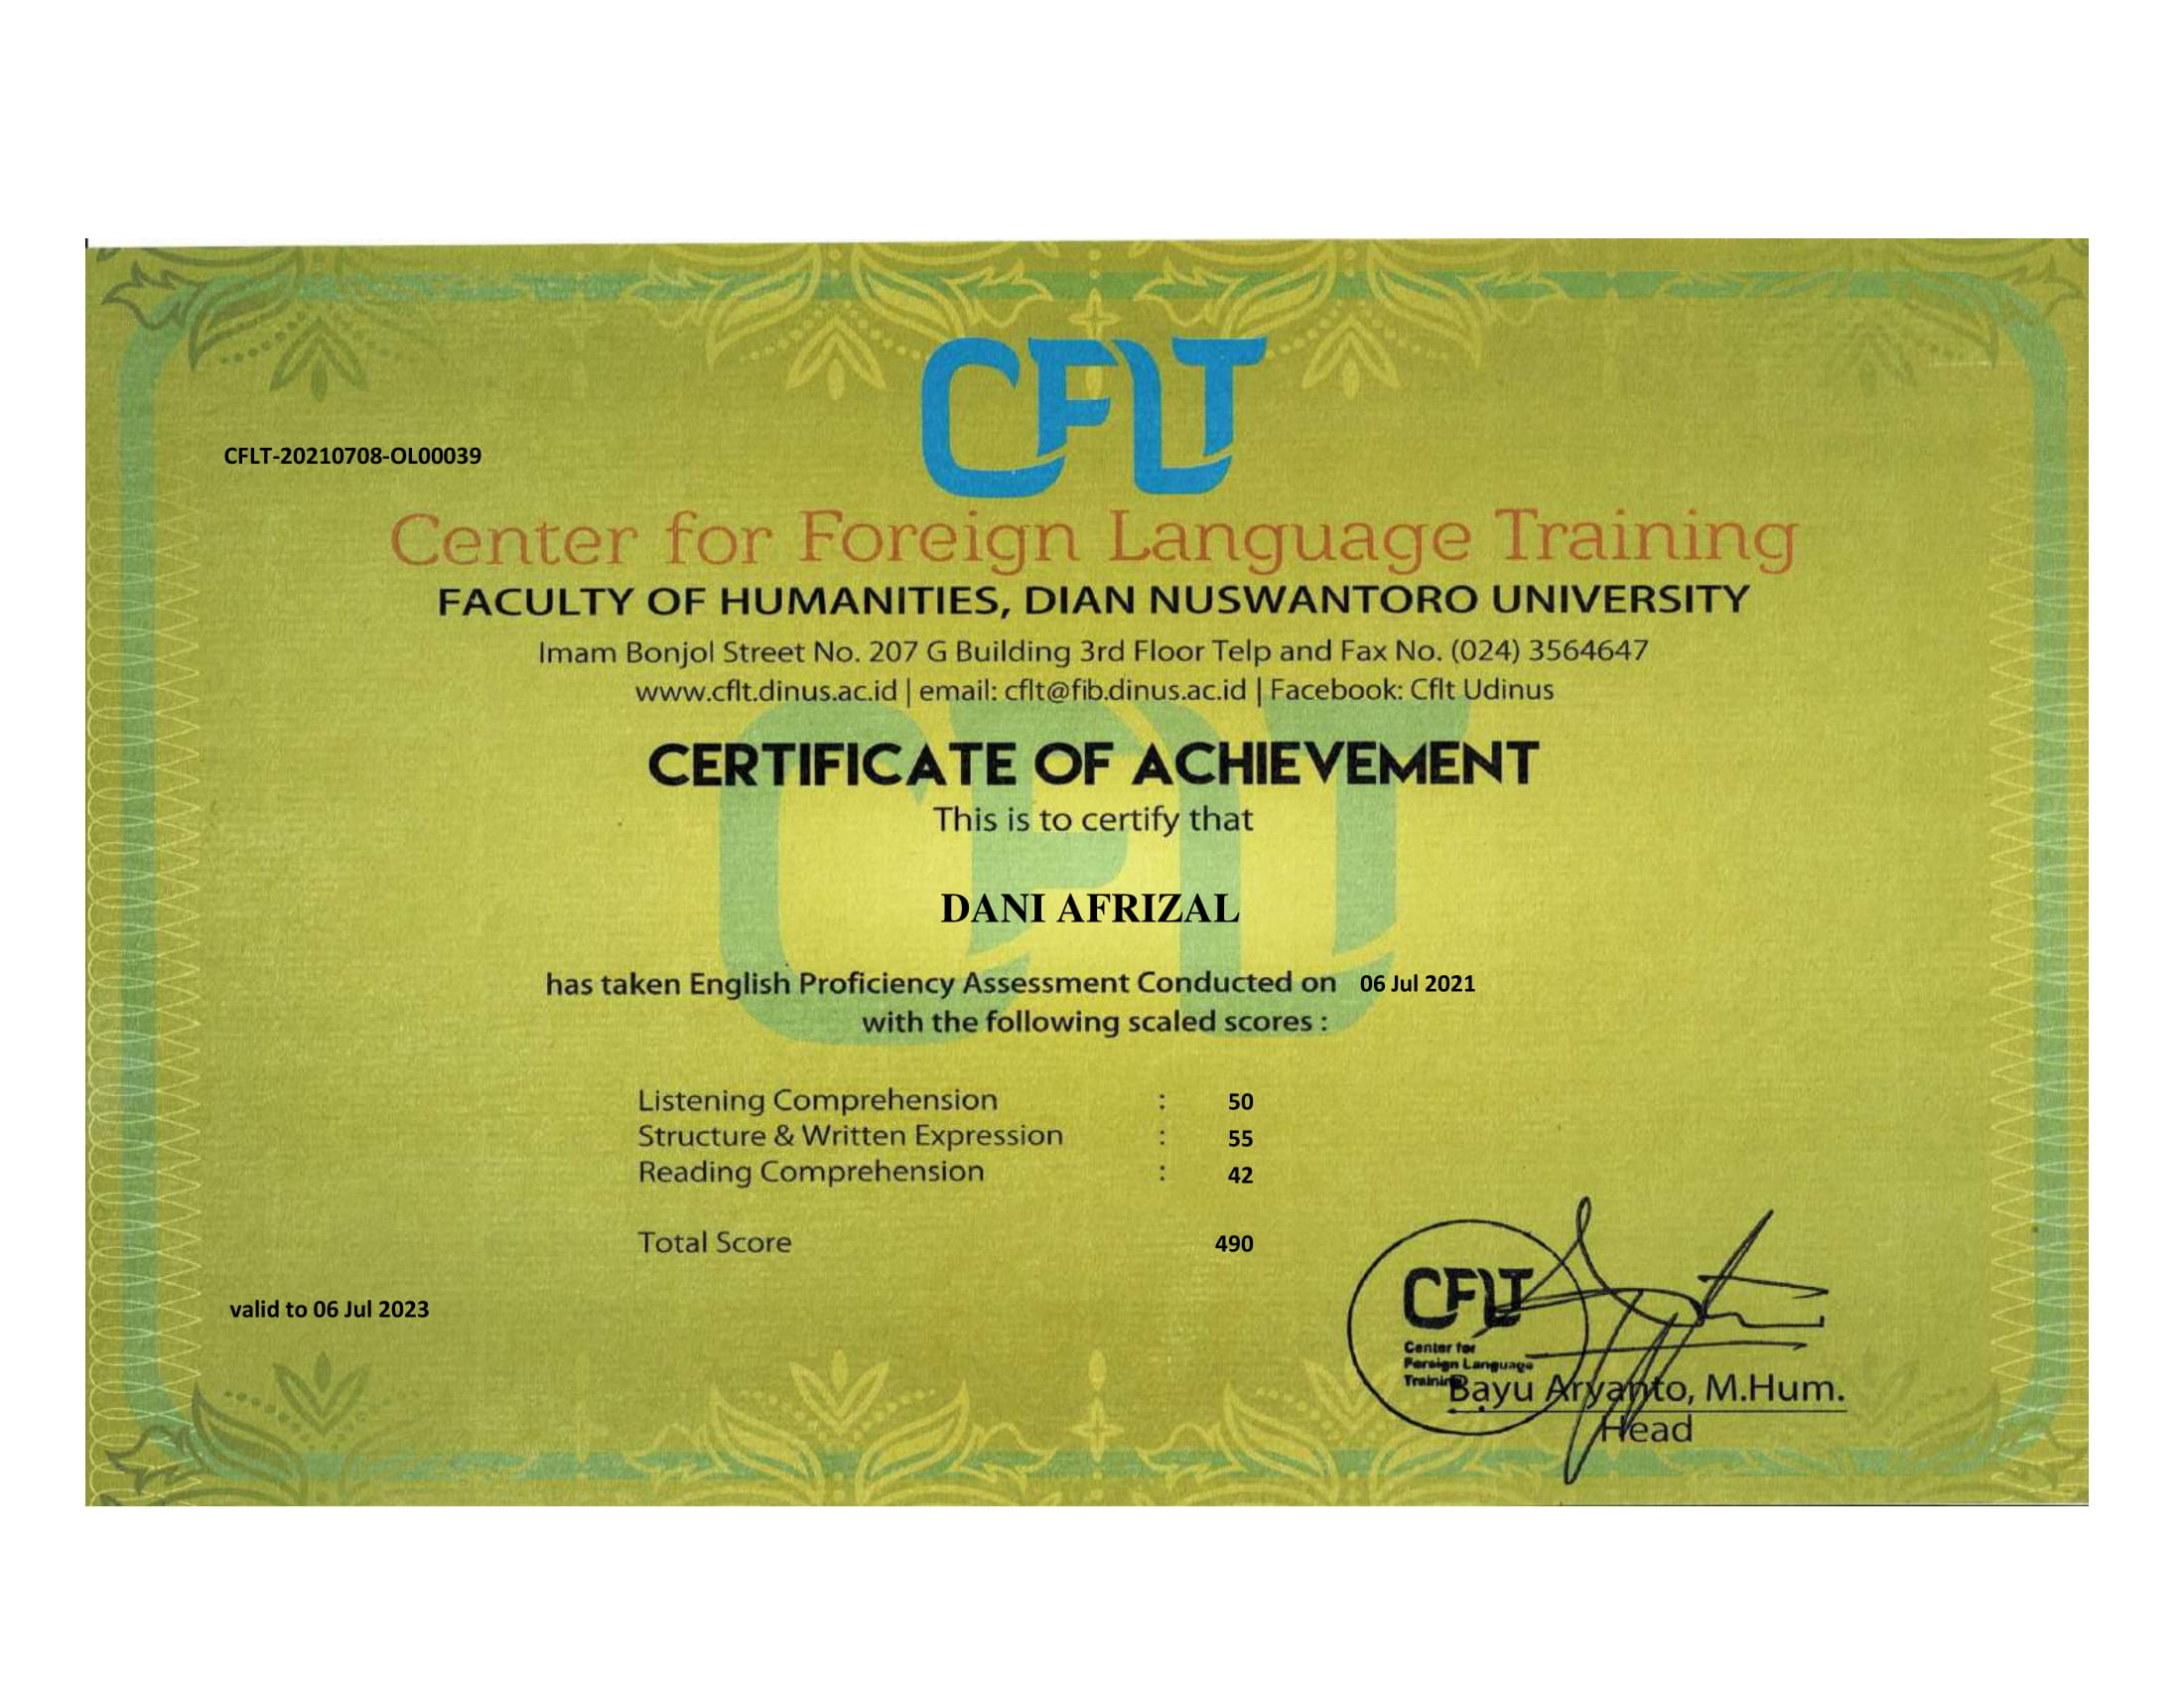 CFLT
CFLT-20210708-OL00039
Center for Foreign Language Training
FACULTY OF HUMANITIES, DIAN NUSWANTORO UNIVERSITY
Imam Bonjol Street No. 207 G Building 3rd Floor Telp and Fax No. (024) 3564647
www.cflt.dinus.ac.id | email: cflt@fib.dinus.ac.id | Facebook: Cflt Udinus
CERTIFICATE OF ACHIEVEMENT
This is to certify that
DANI AFRIZAL
has taken English Proficiency Assessment Conducted on 06 Jul 2021
with the following scaled scores :
Listening Comprehension : 50
Structure & Written Expression : 55
Reading Comprehension : 42
Total Score 490
valid to 06 Jul 2023
CFLT
Center for
Foreign Language
Training
Bayu Aryanto, M.Hum.
Head